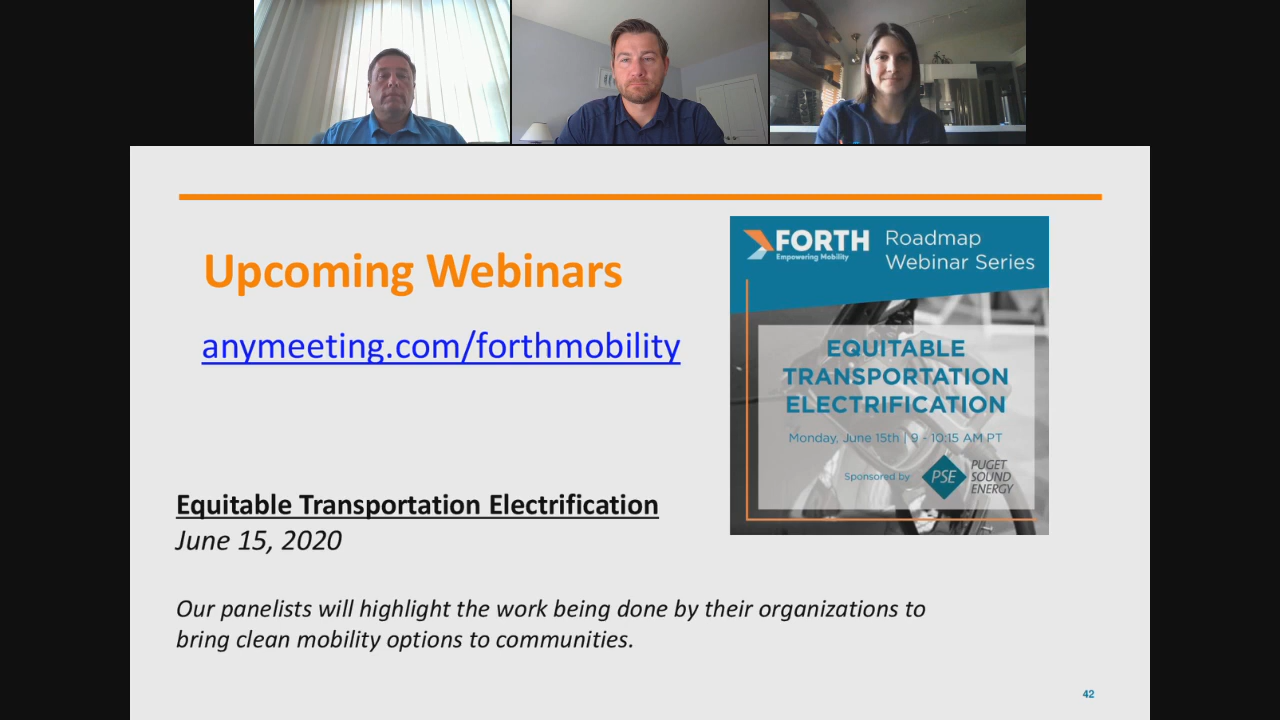 Upcoming Webinars
anymeeting.com/forthmobility
FORTH
Empowering Mobility
Roadmap
Webinar Series
EQUITABLE
TRANSPORTATION
ELECTRIFICATION
Monday, June 15th | 9 - 10:15 AM PT
Sponsored by
PSE
PUGET
SOUND
ENERGY
Equitable Transportation Electrification
June 15, 2020
Our panelists will highlight the work being done by their organizations to
bring clean mobility options to communities.
42